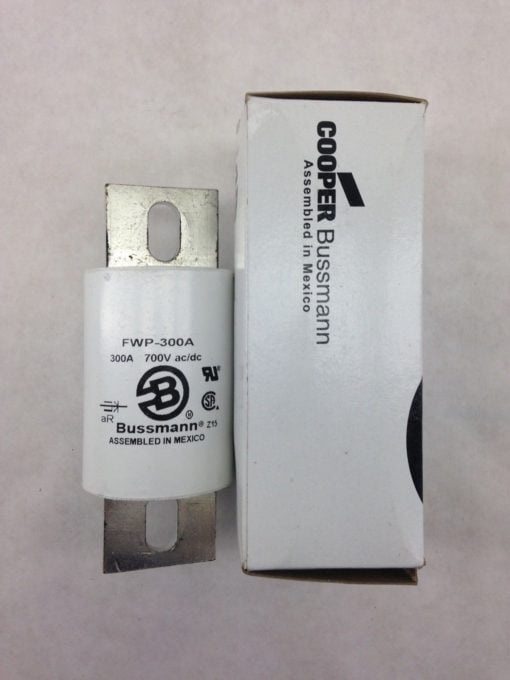 FWP-300A
300A 700V ac/dc
B
aR
Bussmann® Z15
ASSEMBLED IN MEXICO
COOPER Bussmann
Assembled in Mexico